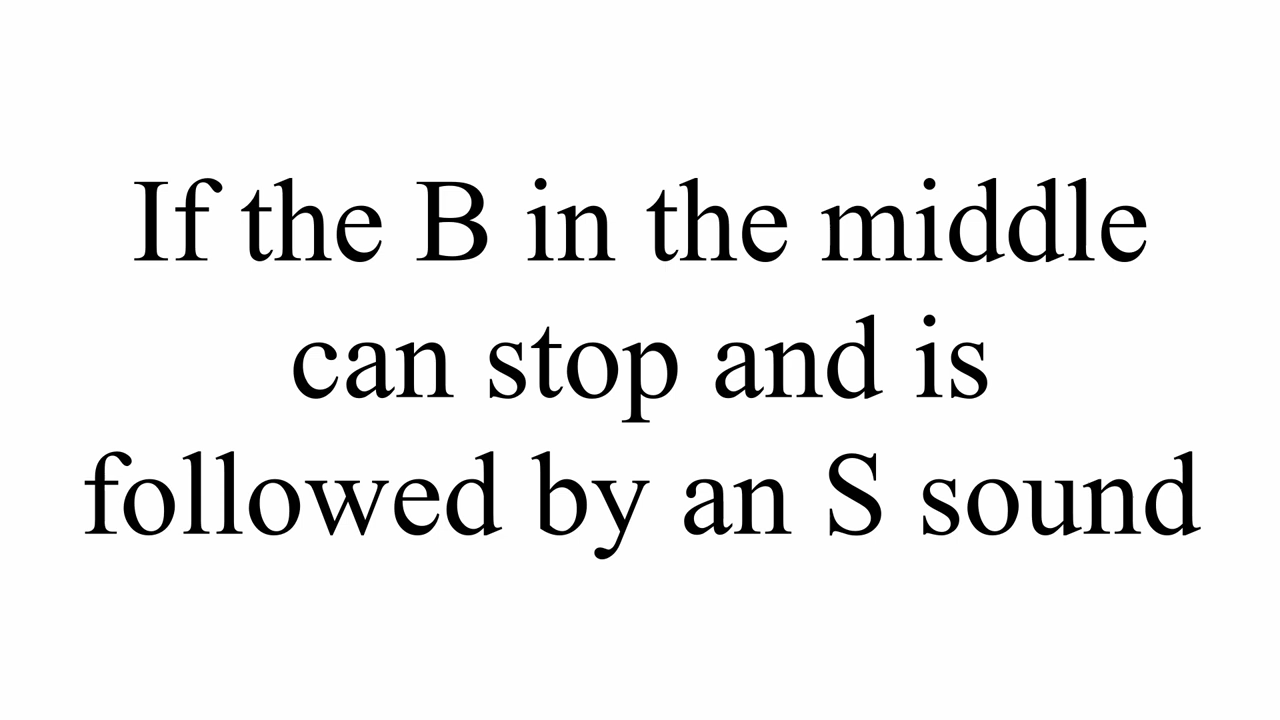 If the B in the middle
can stop and is
followed by an S sound